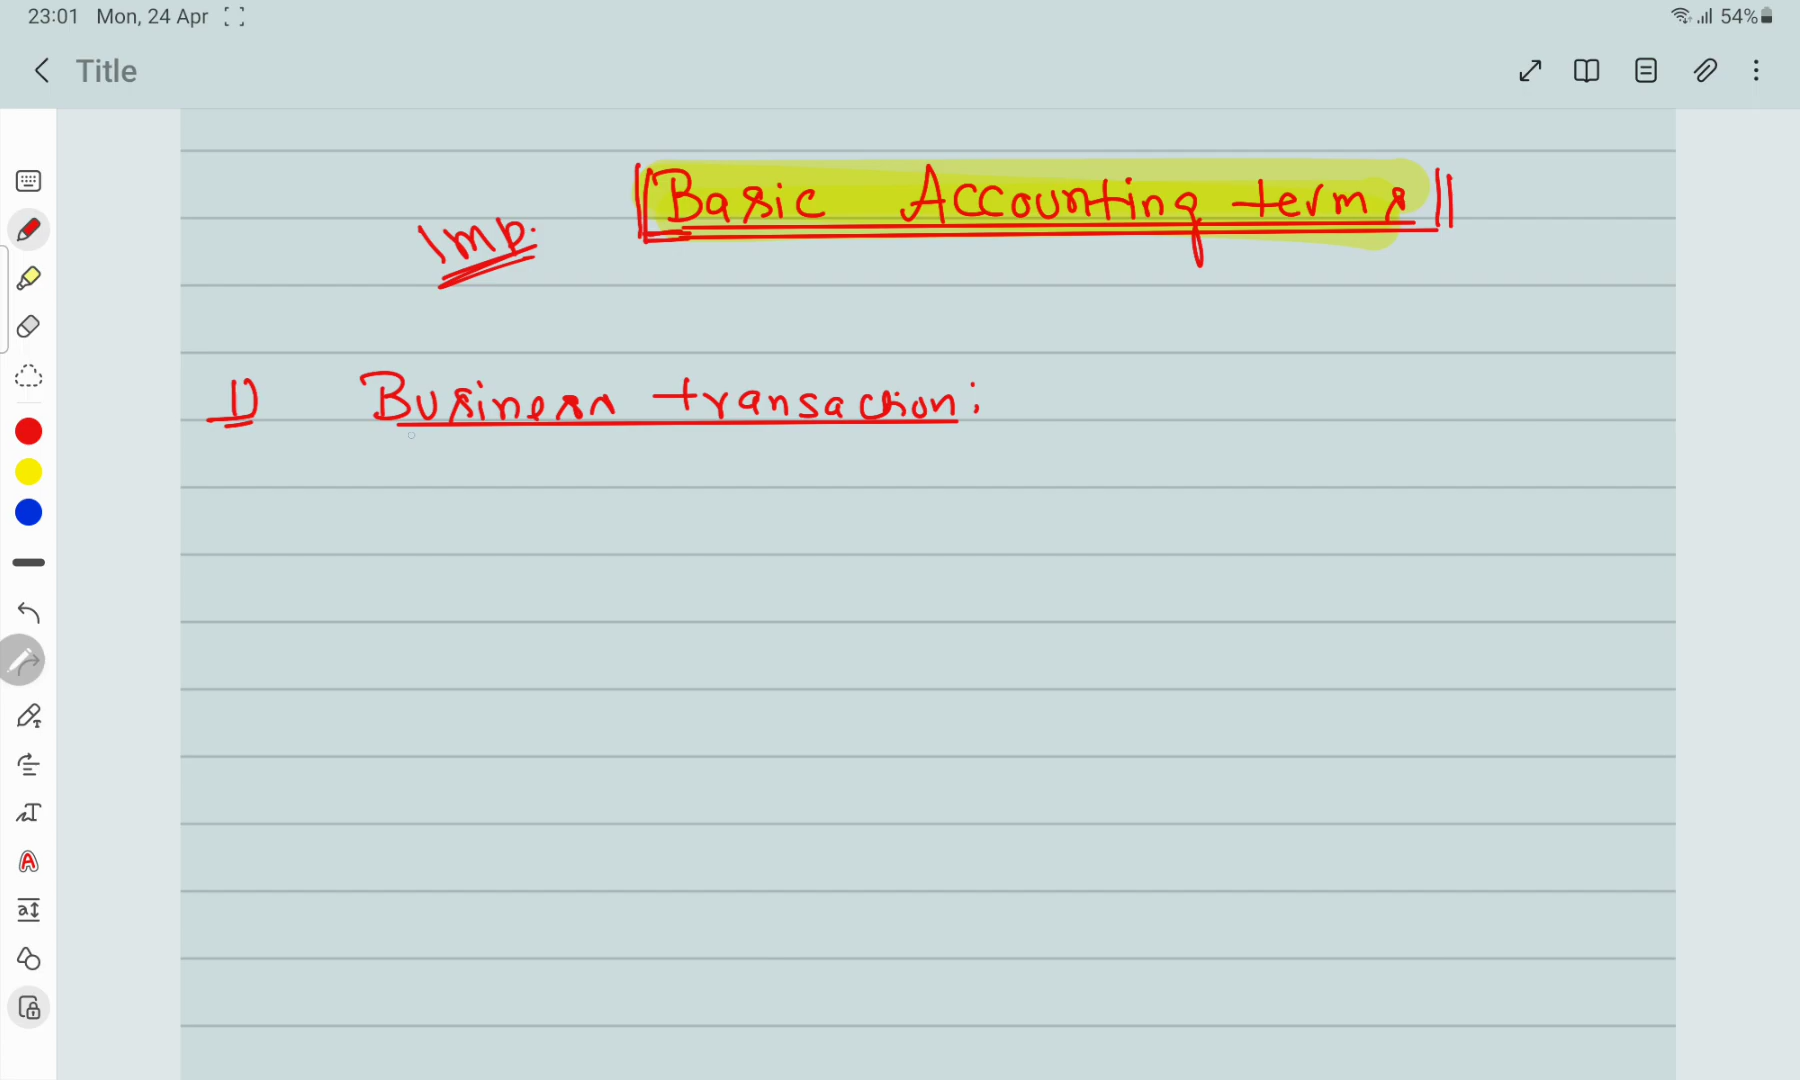 23:01 Mon, 24 Apr 54%
Title
Basic Accounting terms
Imp.
1) Business transaction: